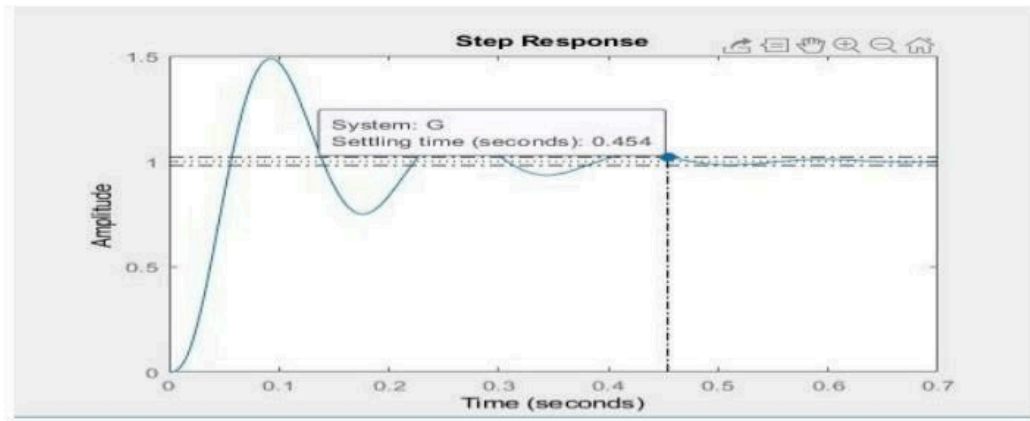 Step Response
1.5
System: G
Settling time (seconds): 0.454
1
Amplitude
0.5
0
0 0.1 0.2 0.3 0.4 0.5 0.6 0.7
Time (seconds)